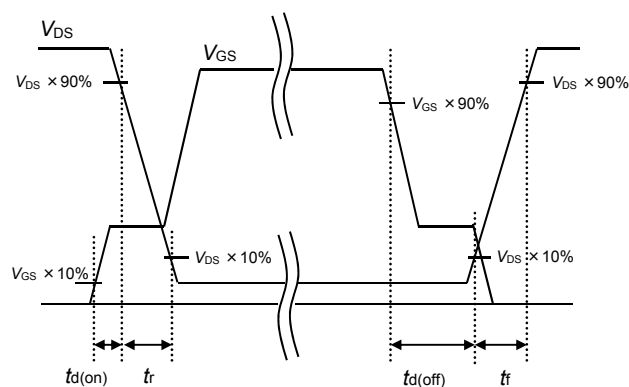 VDS
VGS
VDS × 90%
VGS × 90%
VDS × 90%
VGS × 10%
VDS × 10%
VDS × 10%
td(on)
tr
td(off)
tf